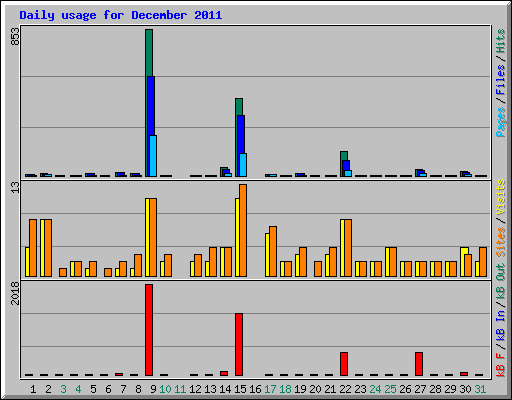 Daily usage for December 2011
853
Pages/Files/Hits
13
Sites/Visits
2018
kB F/kB In/kB Out
1 2 3 4 5 6 7 8 9 10 11 12 13 14 15 16 17 18 19 20 21 22 23 24 25 26 27 28 29 30 31